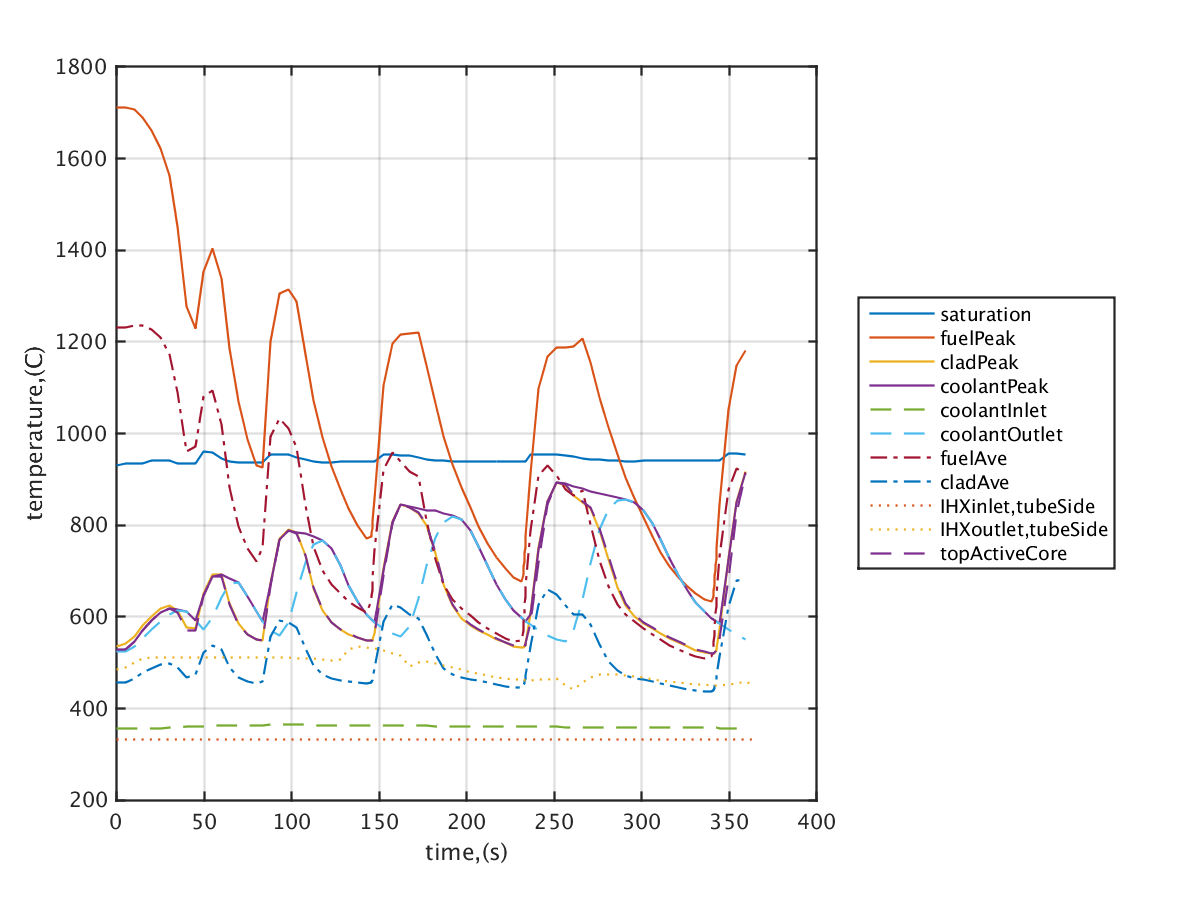 1800
1600
1400
1200
1000
800
600
400
200
temperature,(C)
0 50 100 150 200 250 300 350 400
time,(s)
saturation
fuelPeak
cladPeak
coolantPeak
coolantInlet
coolantOutlet
fuelAve
cladAve
IHXinlet,tubeSide
IHXoutlet,tubeSide
topActiveCore